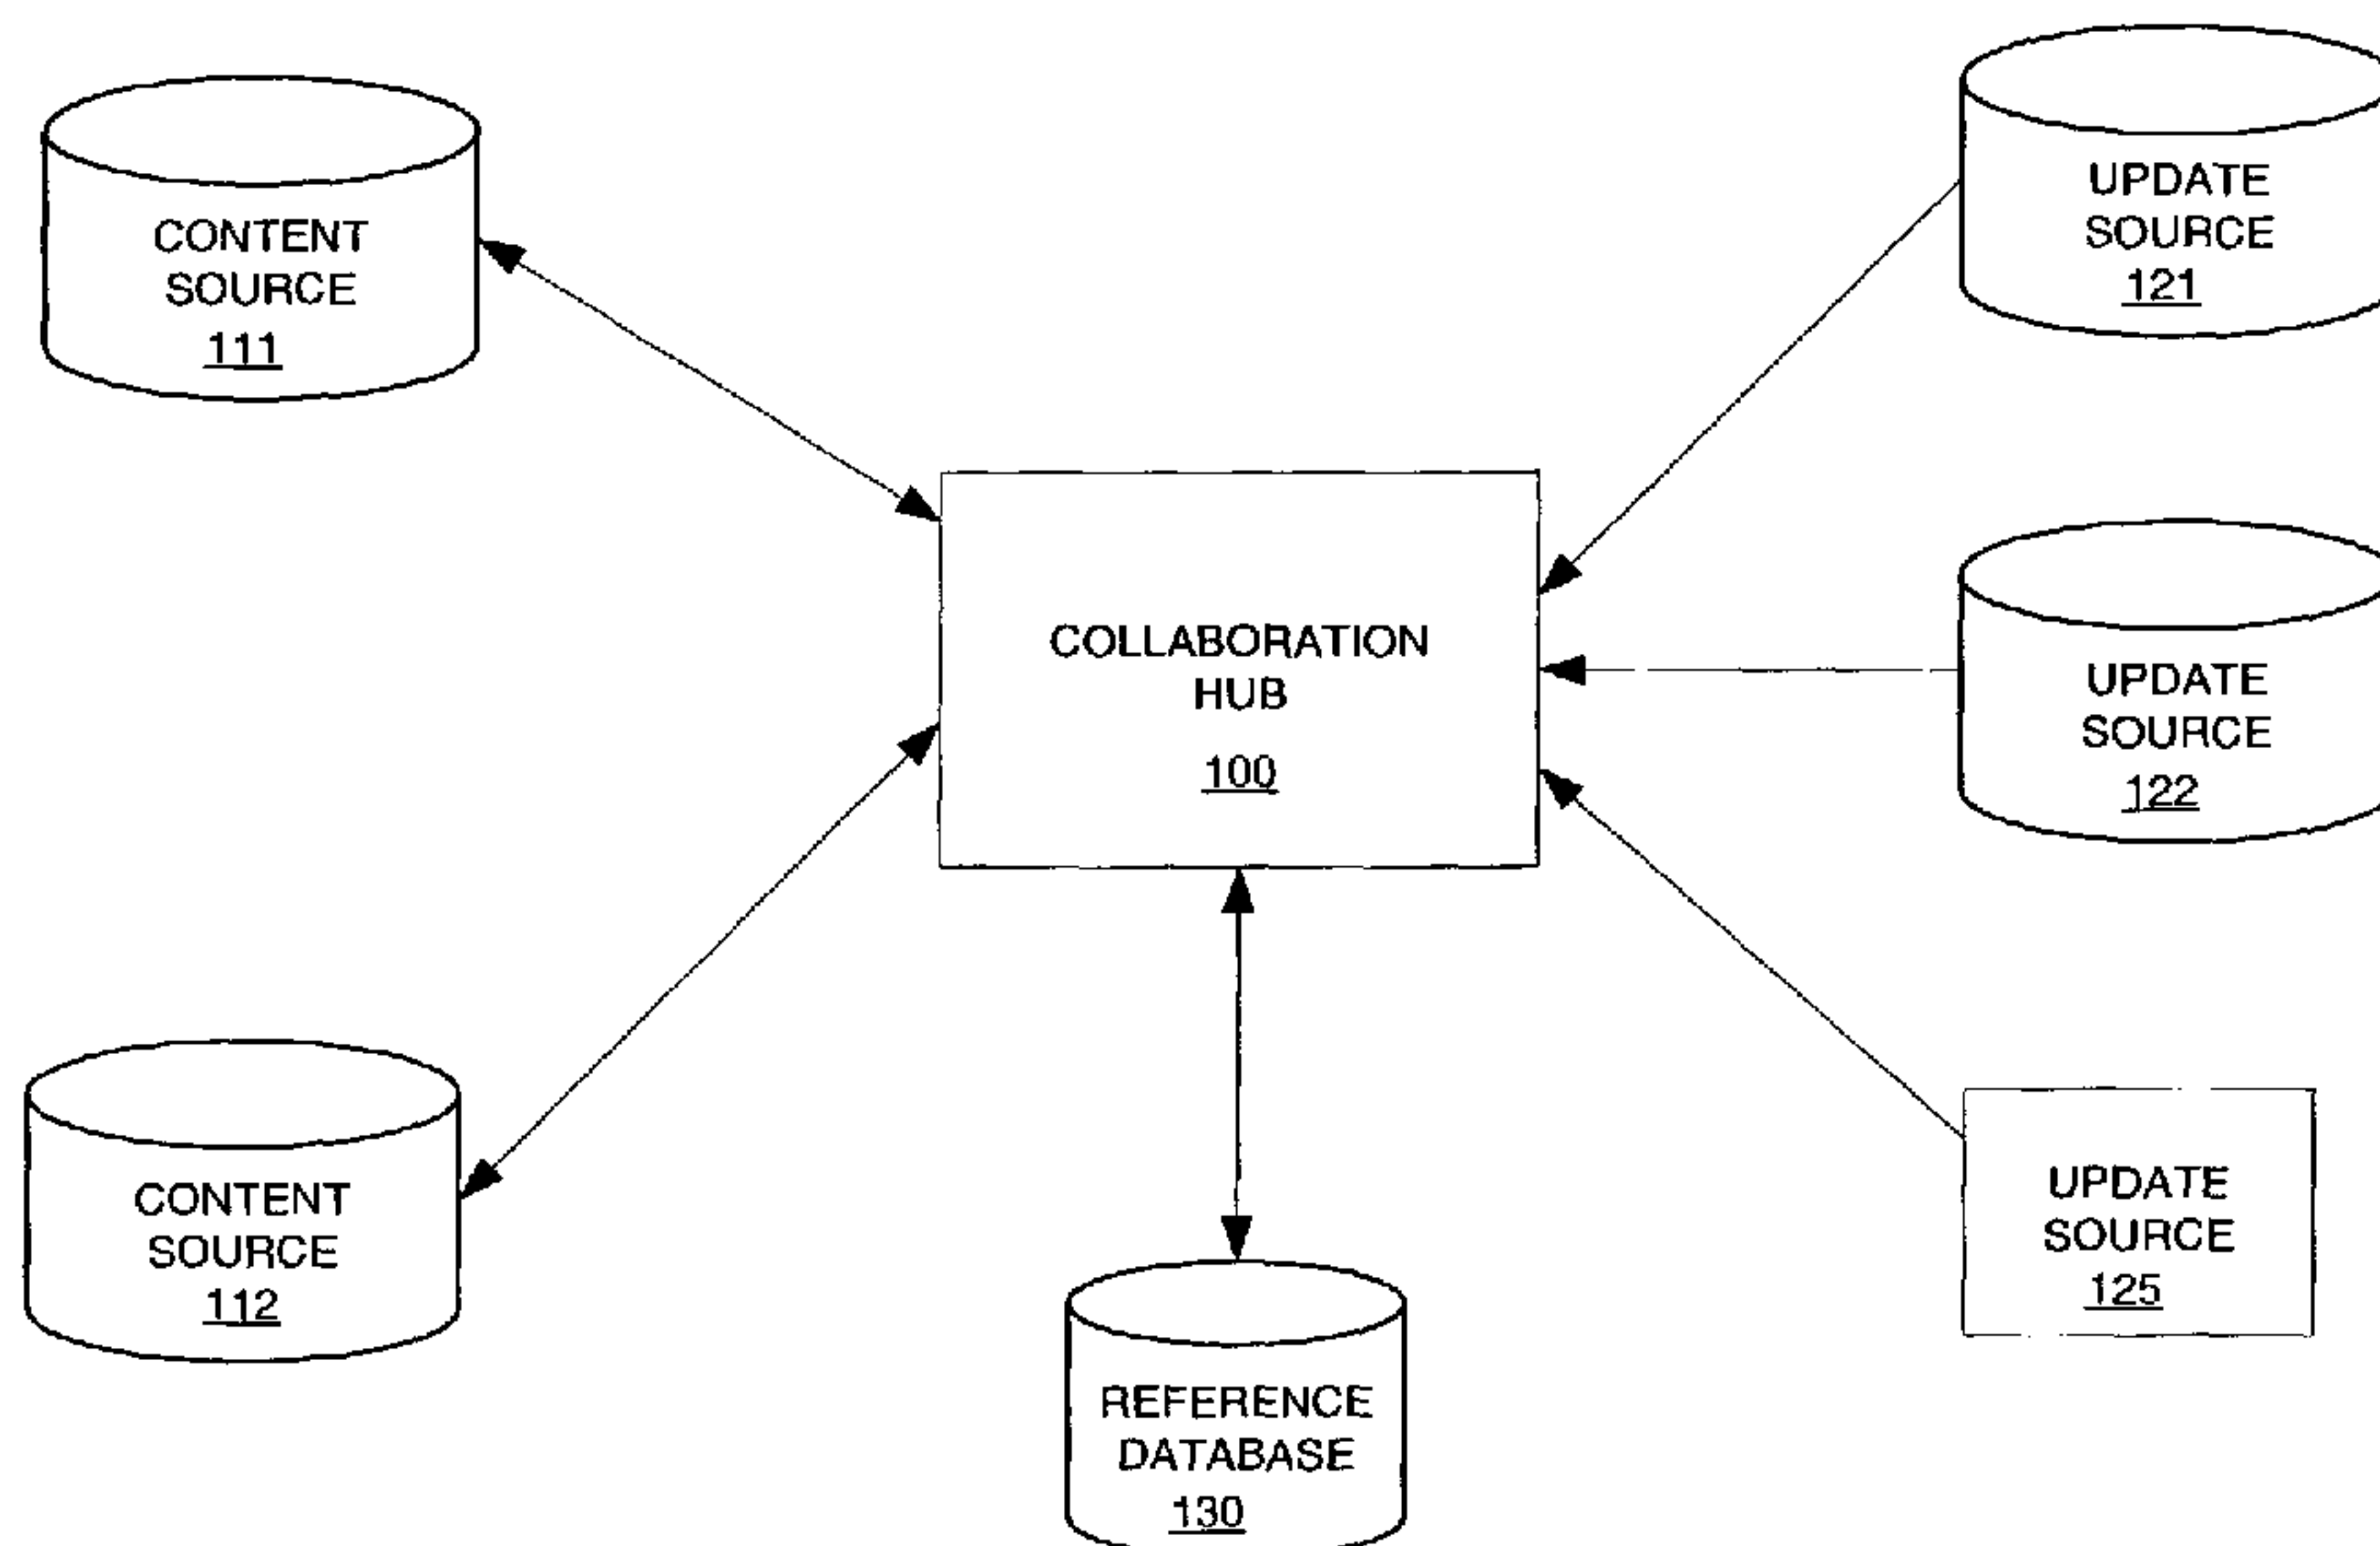 CONTENT
SOURCE
111
UPDATE
SOURCE
121
COLLABORATION
HUB
100
UPDATE
SOURCE
122
CONTENT
SOURCE
112
UPDATE
SOURCE
125
REFERENCE
DATABASE
130